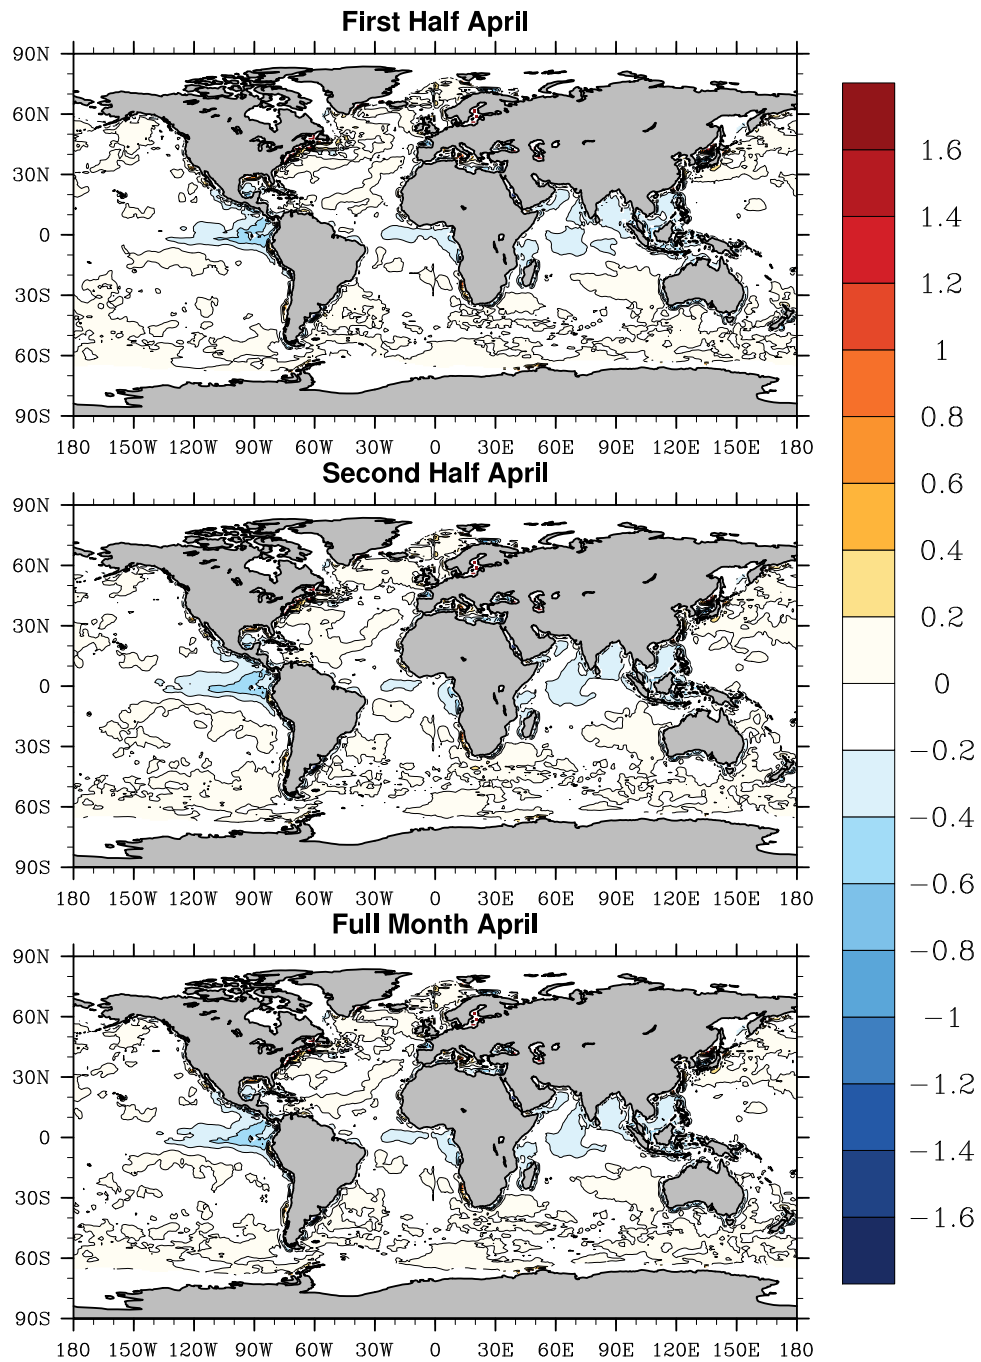 First Half April
90N
60N
30N
0
30S
60S
90S
180 150W 120W 90W 60W 30W 0 30E 60E 90E 120E 150E 180
Second Half April
90N
60N
30N
0
30S
60S
90S
180 150W 120W 90W 60W 30W 0 30E 60E 90E 120E 150E 180
Full Month April
90N
60N
30N
0
30S
60S
90S
180 150W 120W 90W 60W 30W 0 30E 60E 90E 120E 150E 180
1.6
1.4
1.2
1
0.8
0.6
0.4
0.2
0
−0.2
−0.4
−0.6
−0.8
−1
−1.2
−1.4
−1.6